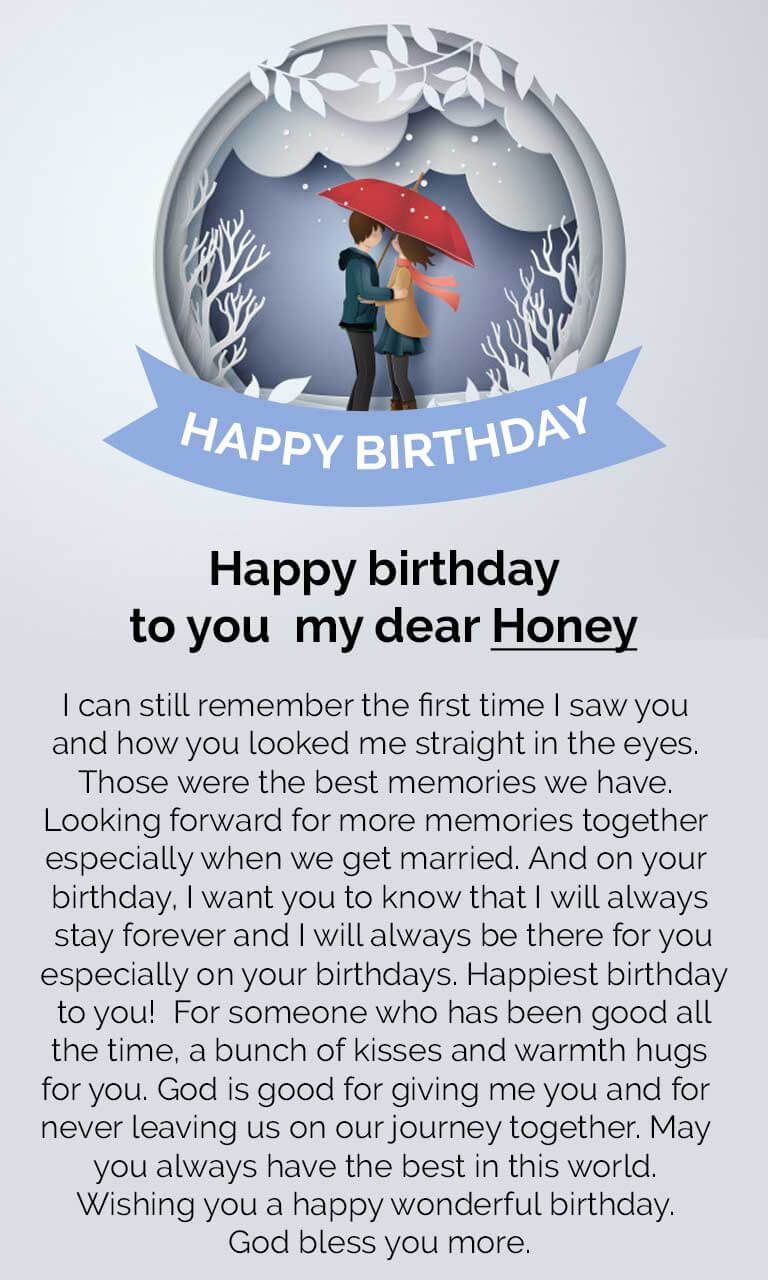 HAPPY BIRTHDAY
Happy birthday
to you my dear Honey
I can still remember the first time I saw you
and how you looked me straight in the eyes.
Those were the best memories we have.
Looking forward for more memories together
especially when we get married. And on your
birthday, I want you to know that I will always
stay forever and I will always be there for you
especially on your birthdays. Happiest birthday
to you! For someone who has been good all
the time, a bunch of kisses and warmth hugs
for you. God is good for giving me you and for
never leaving us on our journey together. May
you always have the best in this world.
Wishing you a happy wonderful birthday.
God bless you more.